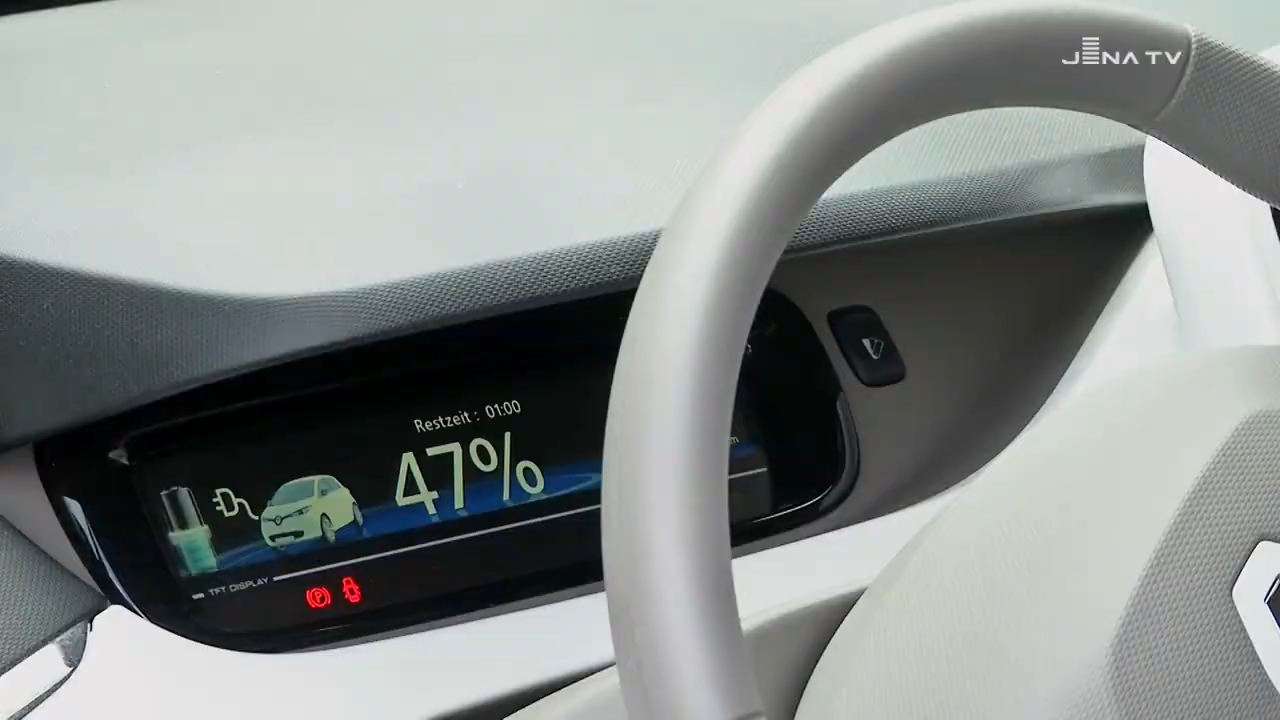 JENA TV
Restzeit : 01:00
47%
TFT DISPLAY
(P)